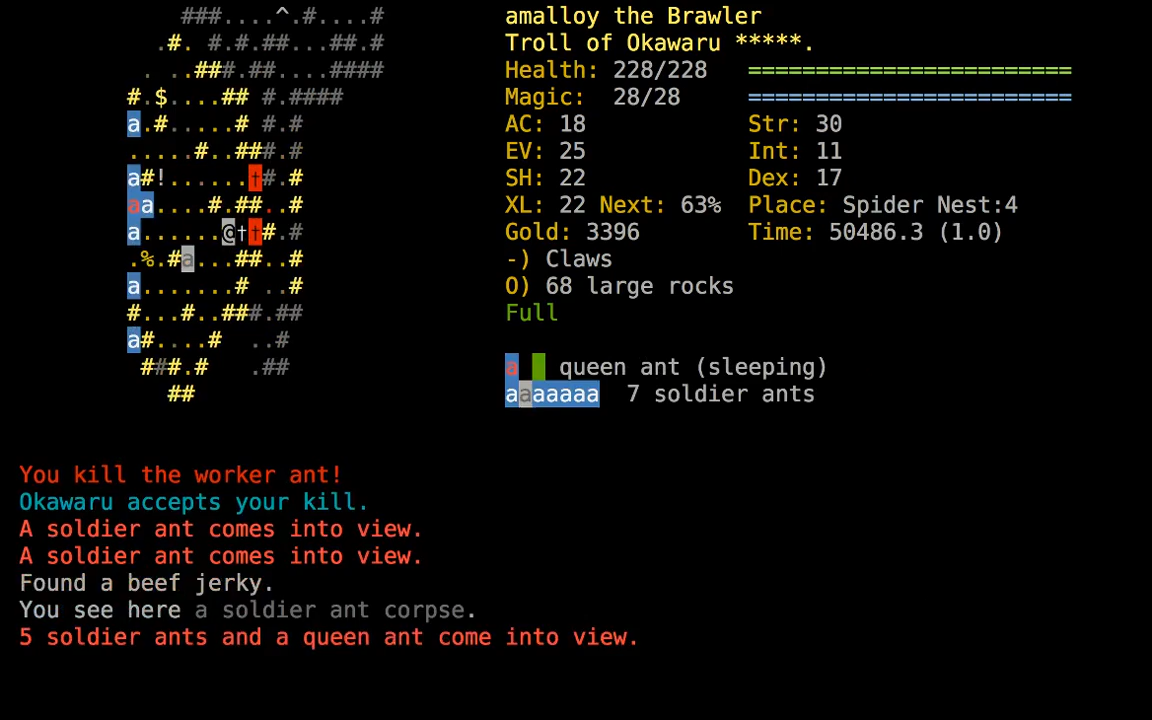 ###....^.#....# amalloy the Brawler
.#. #.#.##...##.# Troll of Okawaru *****.
. ..###.##....#### Health: 228/228 ========================
#.$....## #.#### Magic: 28/28 ========================
a.#.....# #.# AC: 18 Str: 30
.....#..###.# EV: 25 Int: 11
a#!......†#.# SH: 22 Dex: 17
aa....#.##..# XL: 22 Next: 63% Place: Spider Nest:4
a......@††#.# Gold: 3396 Time: 50486.3 (1.0)
.%.#a...##..# -) Claws
a.......# ..# O) 68 large rocks
#...#..###.## Full
a#....# ..#
###.# .## a queen ant (sleeping)
## aaaaaaa 7 soldier ants
You kill the worker ant!
Okawaru accepts your kill.
A soldier ant comes into view.
A soldier ant comes into view.
Found a beef jerky.
You see here a soldier ant corpse.
5 soldier ants and a queen ant come into view.